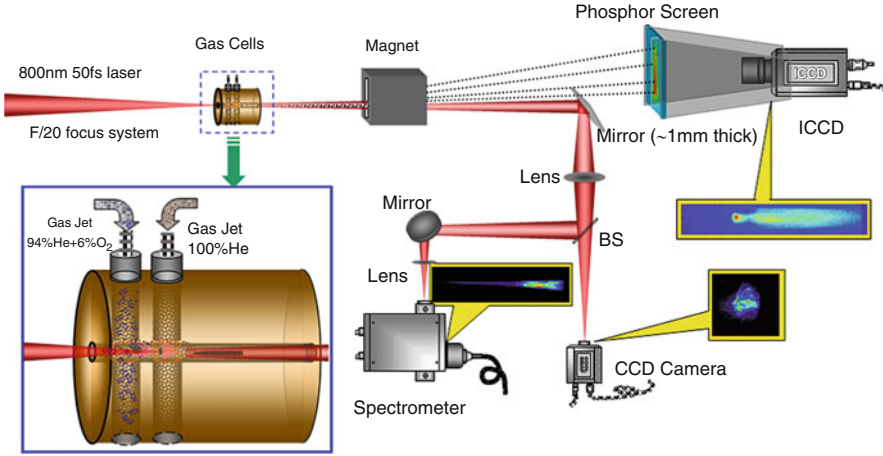 Phosphor Screen
Gas Cells
Magnet
800nm 50fs laser
F/20 focus system
ICCD
ICCD
Mirror (~1mm thick)
Lens
Mirror
BS
Lens
Gas Jet
94%He+6%O₂
Gas Jet
100%He
CCD Camera
Spectrometer